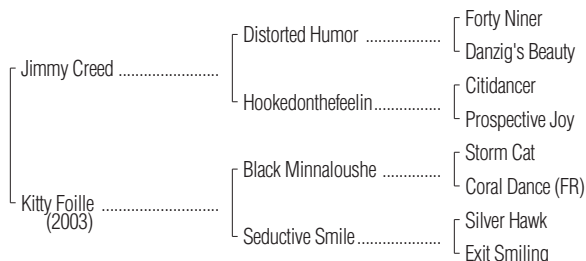 Forty Niner
Distorted Humor ..................
Danzig's Beauty
Jimmy Creed .......................
Citidancer
Hookedonthefeelin................
Prospective Joy
Storm Cat
Black Minnaloushe ..............
Coral Dance (FR)
Kitty Foille ...........................
(2003)
Silver Hawk
Seductive Smile...................
Exit Smiling